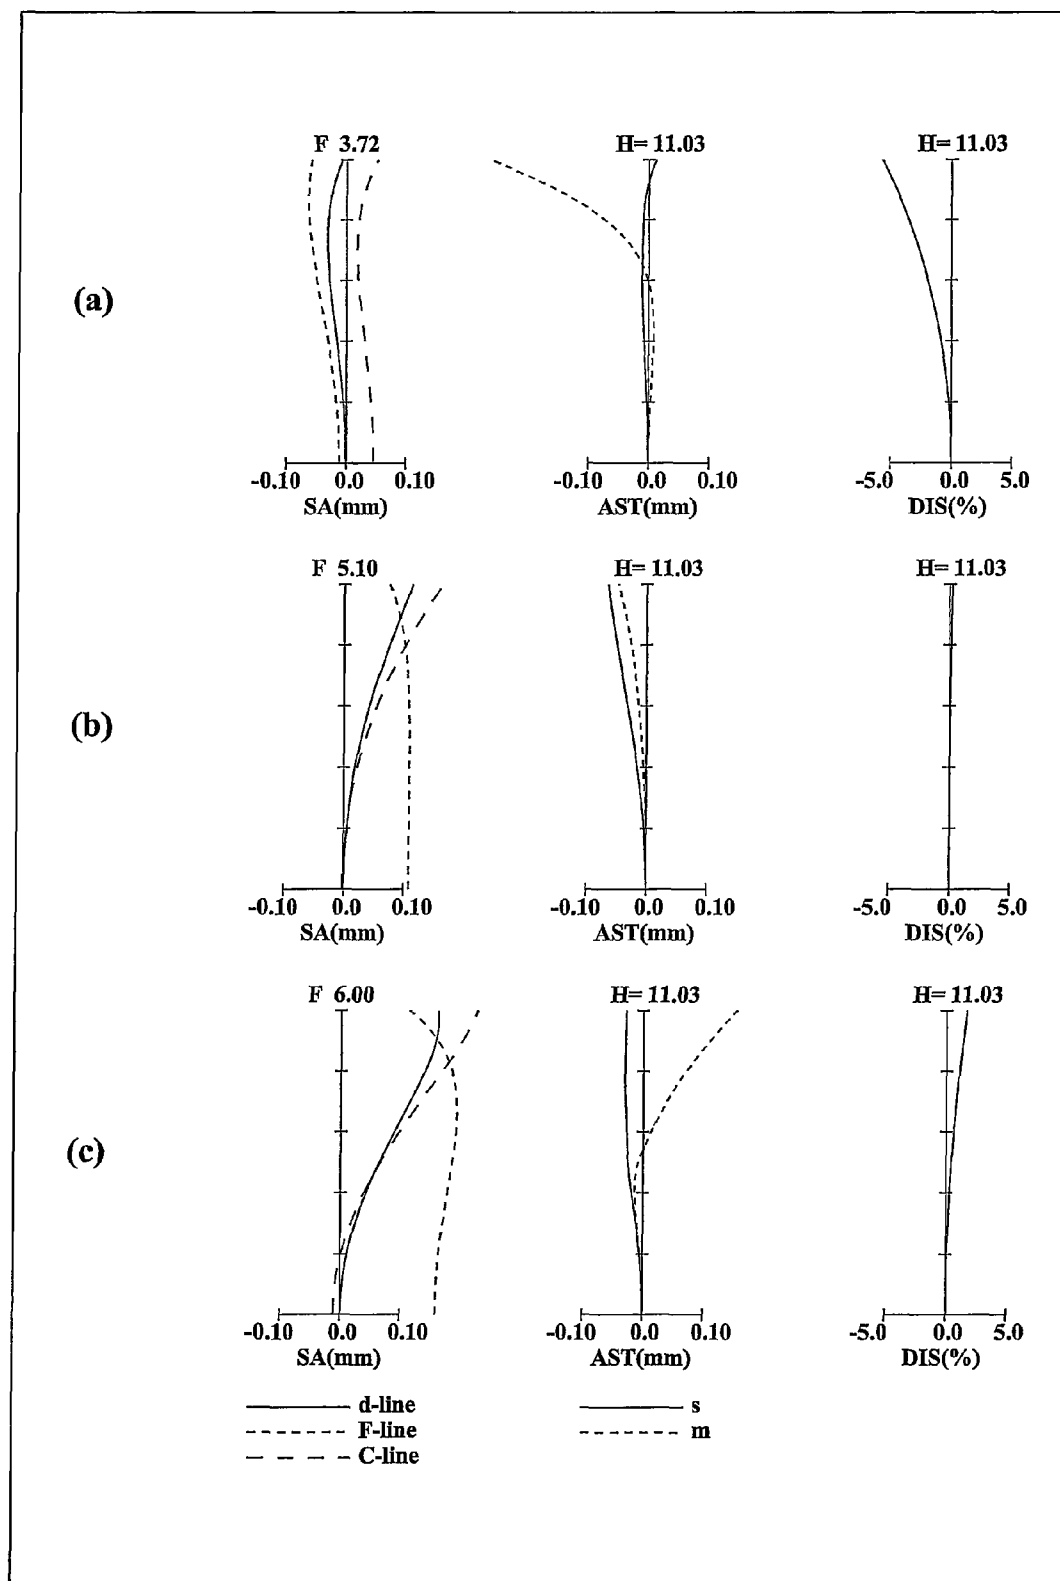 F 3.72
H= 11.03
H= 11.03
(a)
-0.10 0.0 0.10
SA(mm)
-0.10 0.0 0.10
AST(mm)
-5.0 0.0 5.0
DIS(%)
F 5.10
H= 11.03
H= 11.03
(b)
-0.10 0.0 0.10
SA(mm)
-0.10 0.0 0.10
AST(mm)
-5.0 0.0 5.0
DIS(%)
F 6.00
H= 11.03
H= 11.03
(c)
-0.10 0.0 0.10
SA(mm)
-0.10 0.0 0.10
AST(mm)
-5.0 0.0 5.0
DIS(%)
d-line
F-line
C-line
s
m